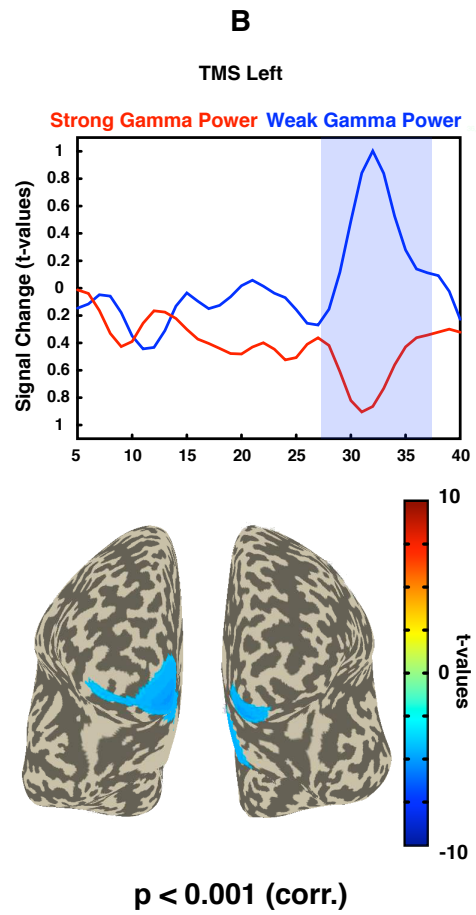 B
TMS Left
Strong Gamma Power Weak Gamma Power
Signal Change (t-values)
1
0.8
0.6
0.4
0.2
0
0.2
0.4
0.6
0.8
1
5 10 15 20 25 30 35 40
10
0
-10
t-values
p < 0.001 (corr.)